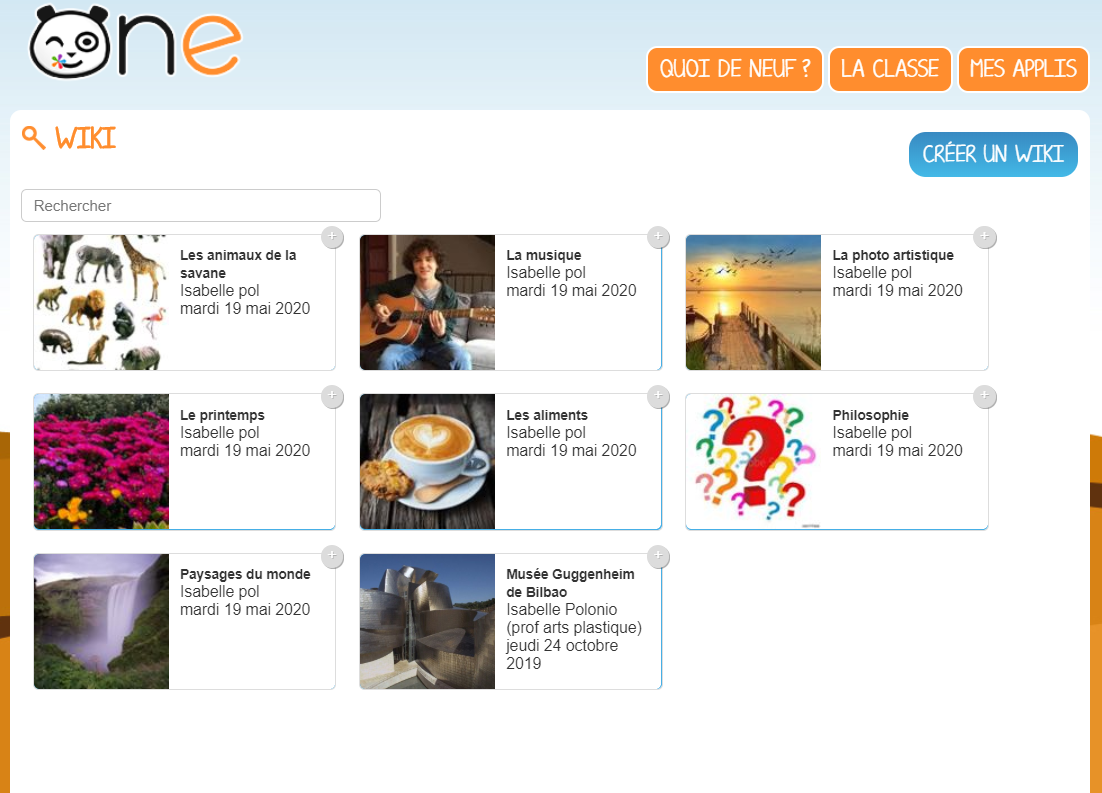 One
QUOI DE NEUF ?
LA CLASSE
MES APPLIS
WIKI
CRÉER UN WIKI
Rechercher
Les animaux de la
savane
Isabelle pol
mardi 19 mai 2020
La musique
Isabelle pol
mardi 19 mai 2020
La photo artistique
Isabelle pol
mardi 19 mai 2020
Le printemps
Isabelle pol
mardi 19 mai 2020
Les aliments
Isabelle pol
mardi 19 mai 2020
Philosophie
Isabelle pol
mardi 19 mai 2020
Paysages du monde
Isabelle pol
mardi 19 mai 2020
Musée Guggenheim
de Bilbao
Isabelle Polonio
(prof arts plastique)
jeudi 24 octobre
2019